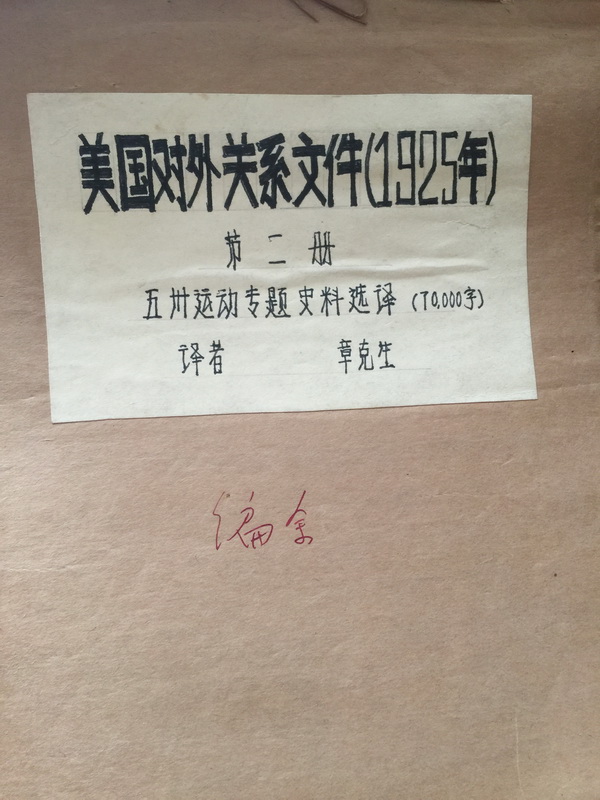 美国对外关系文件(1925年)
第二册
五卅运动专题史料选译(70,000字)
译者 章克生
编余